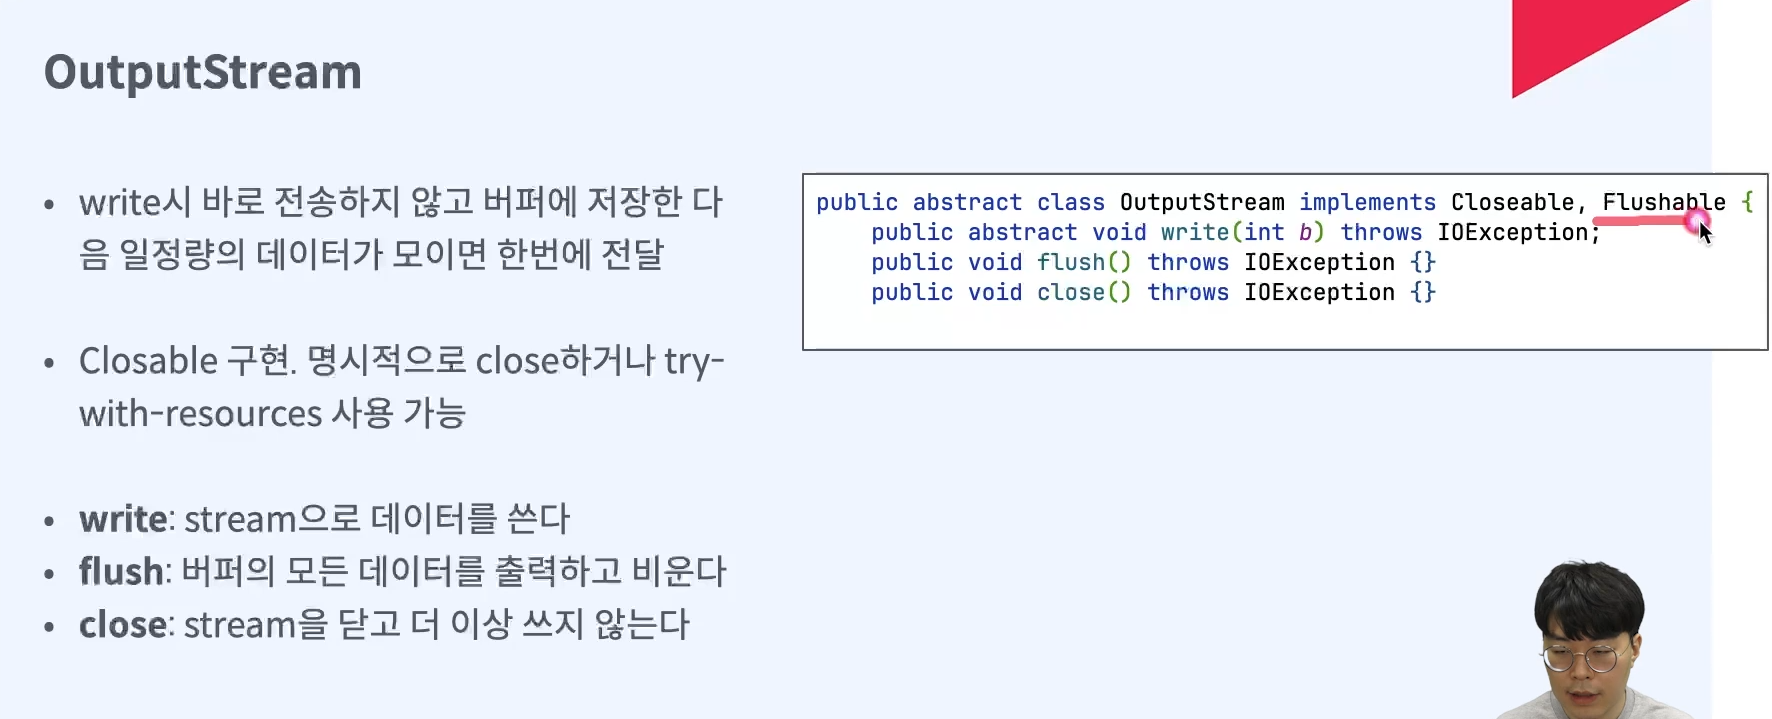 OutputStream
• write시 바로 전송하지 않고 버퍼에 저장한 다
음 일정량의 데이터가 모이면 한번에 전달
• Closable 구현. 명시적으로 close하거나 try-
with-resources 사용 가능
• write: stream으로 데이터를 쓴다
• flush: 버퍼의 모든 데이터를 출력하고 비운다
• close: stream을 닫고 더 이상 쓰지 않는다
public abstract class OutputStream implements Closeable, Flushable {
    public abstract void write(int b) throws IOException;
    public void flush() throws IOException {}
    public void close() throws IOException {}